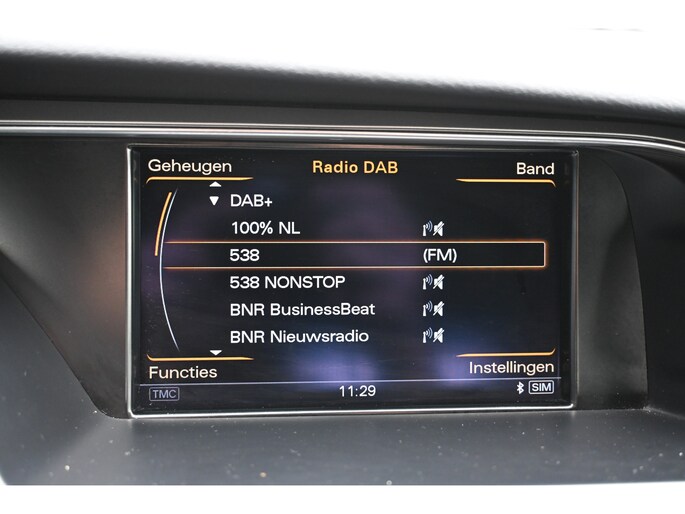 Geheugen Radio DAB Band
DAB+
100% NL
538 (FM)
538 NONSTOP
BNR BusinessBeat
BNR Nieuwsradio
Functies Instellingen
TMC 11:29 SIM